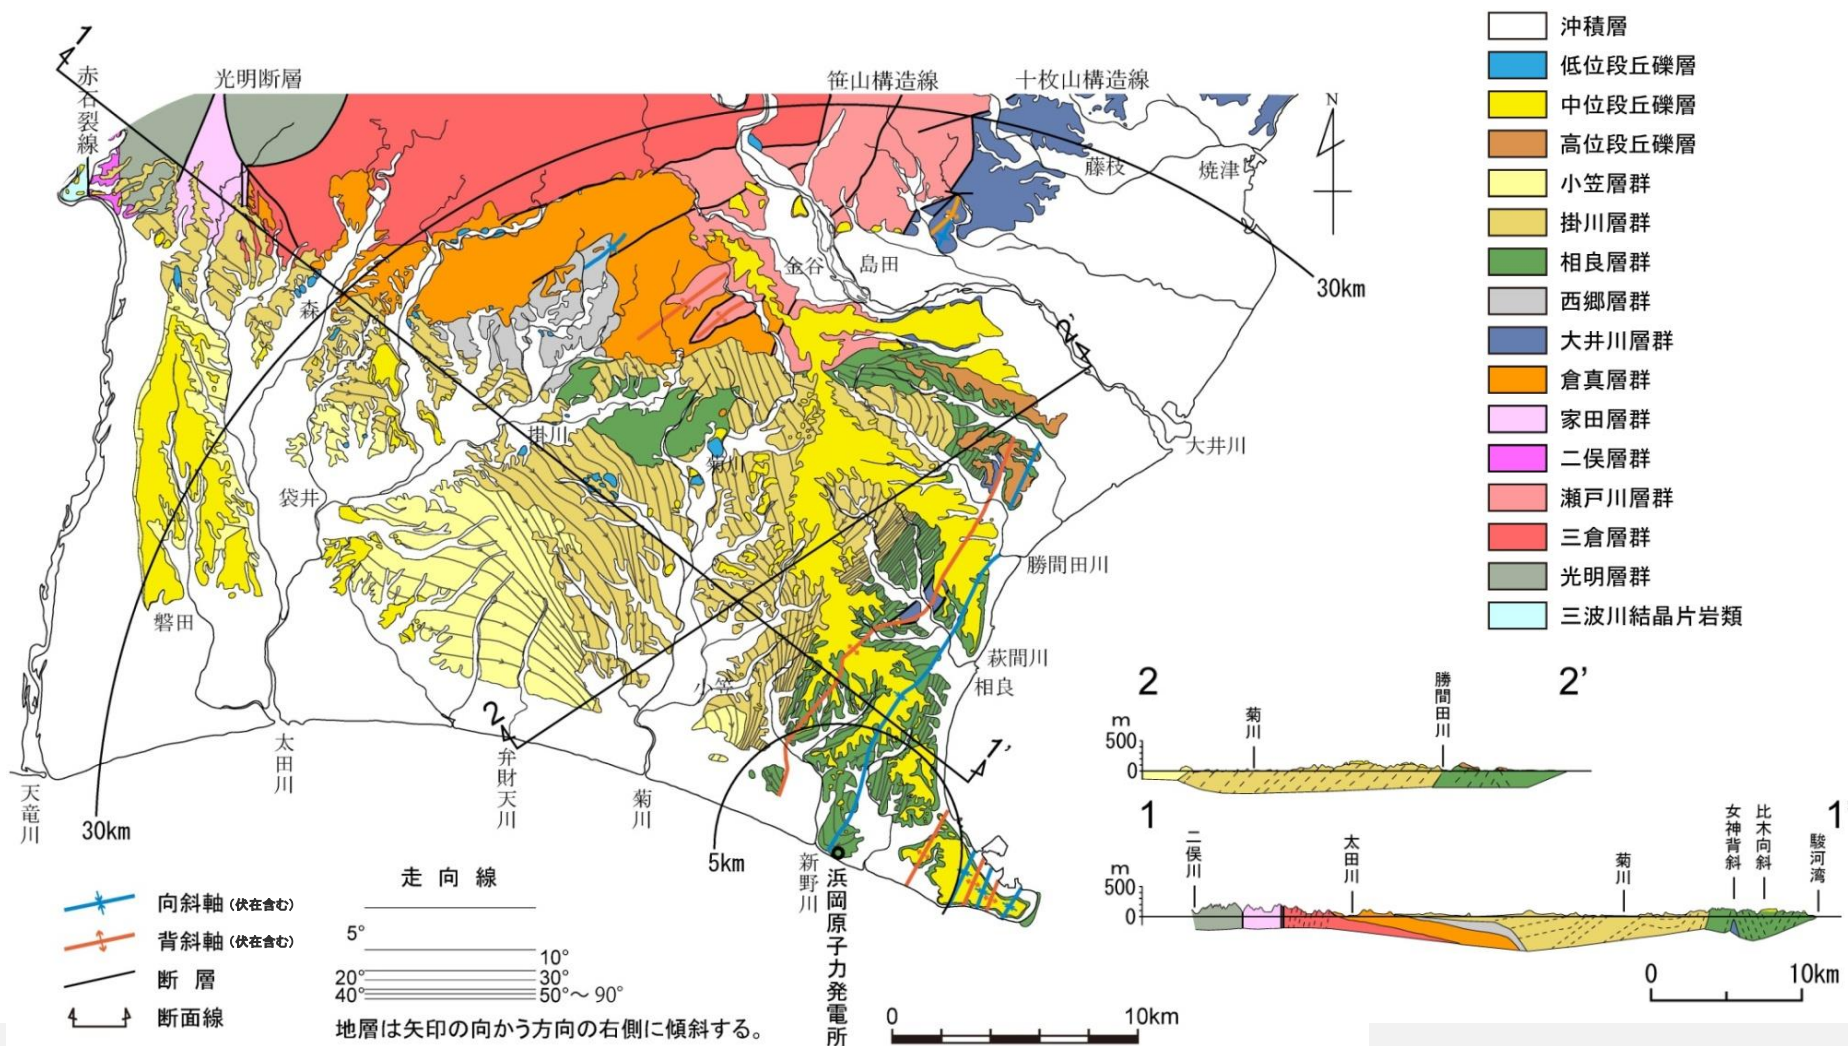 1
赤石裂線
光明断層
笹山構造線
十枚山構造線
N
藤枝
焼津
30km
金谷
島田
森
2'
大井川
掛川
菊川
袋井
勝間田川
磐田
萩間川
相良
小笠
2
1'
弁財天川
太田川
菊川
天竜川
30km
5km
新野川
浜岡原子力発電所
沖積層
低位段丘礫層
中位段丘礫層
高位段丘礫層
小笠層群
掛川層群
相良層群
西郷層群
大井川層群
倉真層群
家田層群
二俣層群
瀬戸川層群
三倉層群
光明層群
三波川結晶片岩類
2
2'
菊川
勝間田川
m
500
0
1
1
二俣川
太田川
菊川
女神背斜
比木向斜
駿河湾
m
500
0
0 10km
向斜軸(伏在含む)
背斜軸(伏在含む)
断層
断面線
走向線
5°
10°
20° 30°
40° 50°～90°
地層は矢印の向かう方向の右側に傾斜する。
0 10km